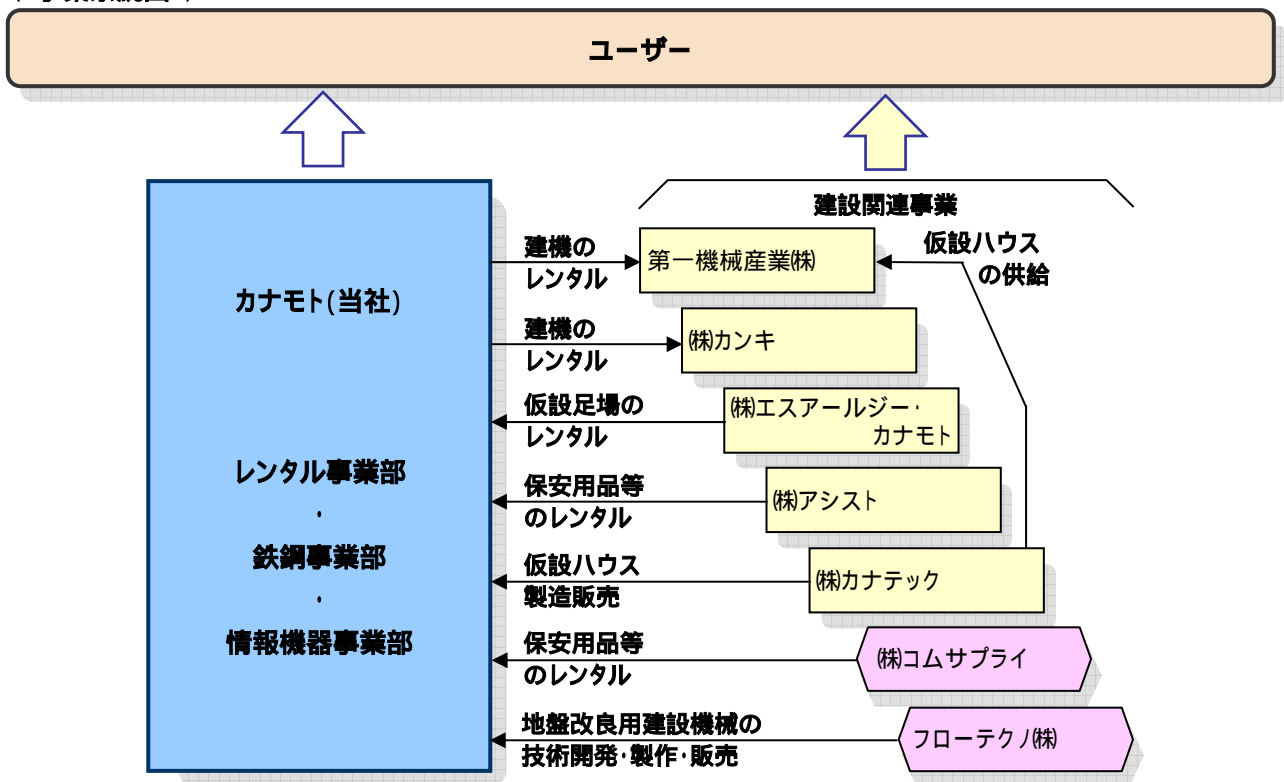 ユーザー
建設関連事業
カナモト(当社)
レンタル事業部
・
鉄鋼事業部
・
情報機器事業部
建機の
レンタル
第一機械産業㈱
仮設ハウス
の供給
建機の
レンタル
㈱カンキ
仮設足場の
レンタル
㈱エスアールジー・
カナモト
保安用品等
のレンタル
㈱アシスト
仮設ハウス
製造販売
㈱カナテック
保安用品等
のレンタル
㈱コムサプライ
地盤改良用建設機械の
技術開発・製作・販売
フローテクノ㈱